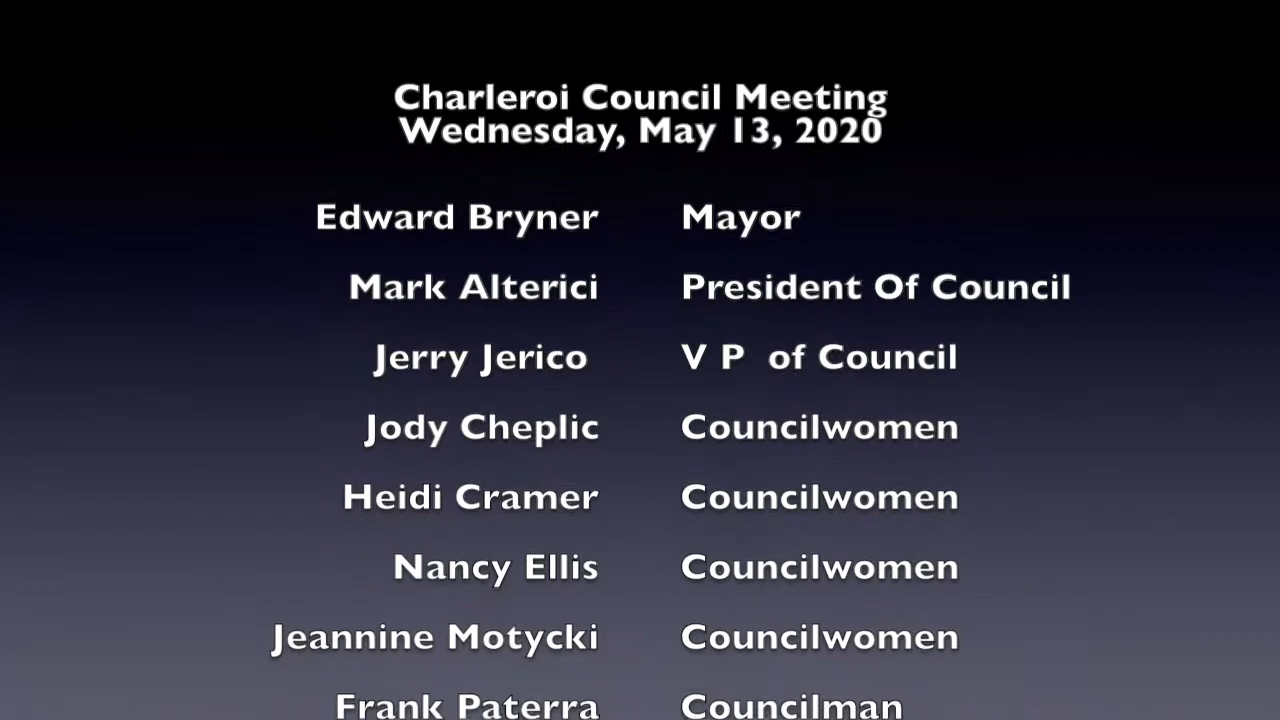 Charleroi Council Meeting
Wednesday, May 13, 2020
Edward Bryner Mayor
Mark Alterici President Of Council
Jerry Jerico V P of Council
Jody Cheplic Councilwomen
Heidi Cramer Councilwomen
Nancy Ellis Councilwomen
Jeannine Motycki Councilwomen
Frank Paterra Councilman